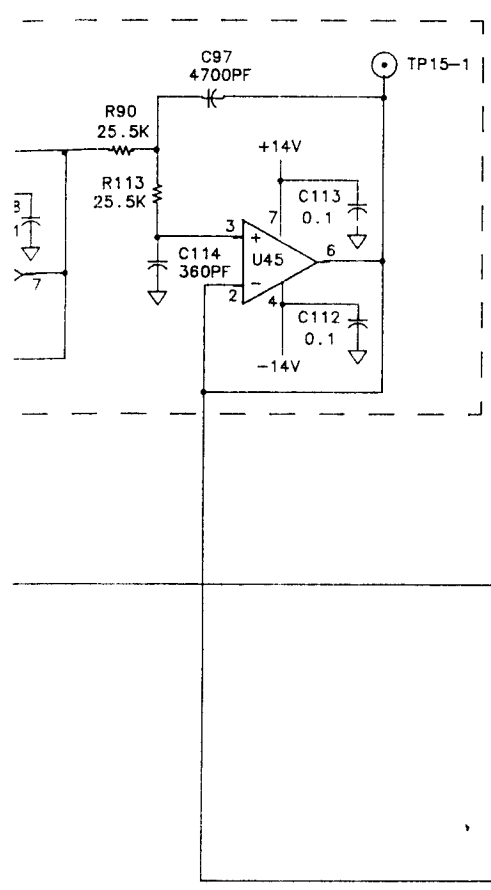 C97
4700PF
TP15-1
R90
25.5K
+14V
R113
25.5K
C113
0.1
7
3
+
C114
360PF
U45
6
-
2
4
C112
0.1
-14V
7
1